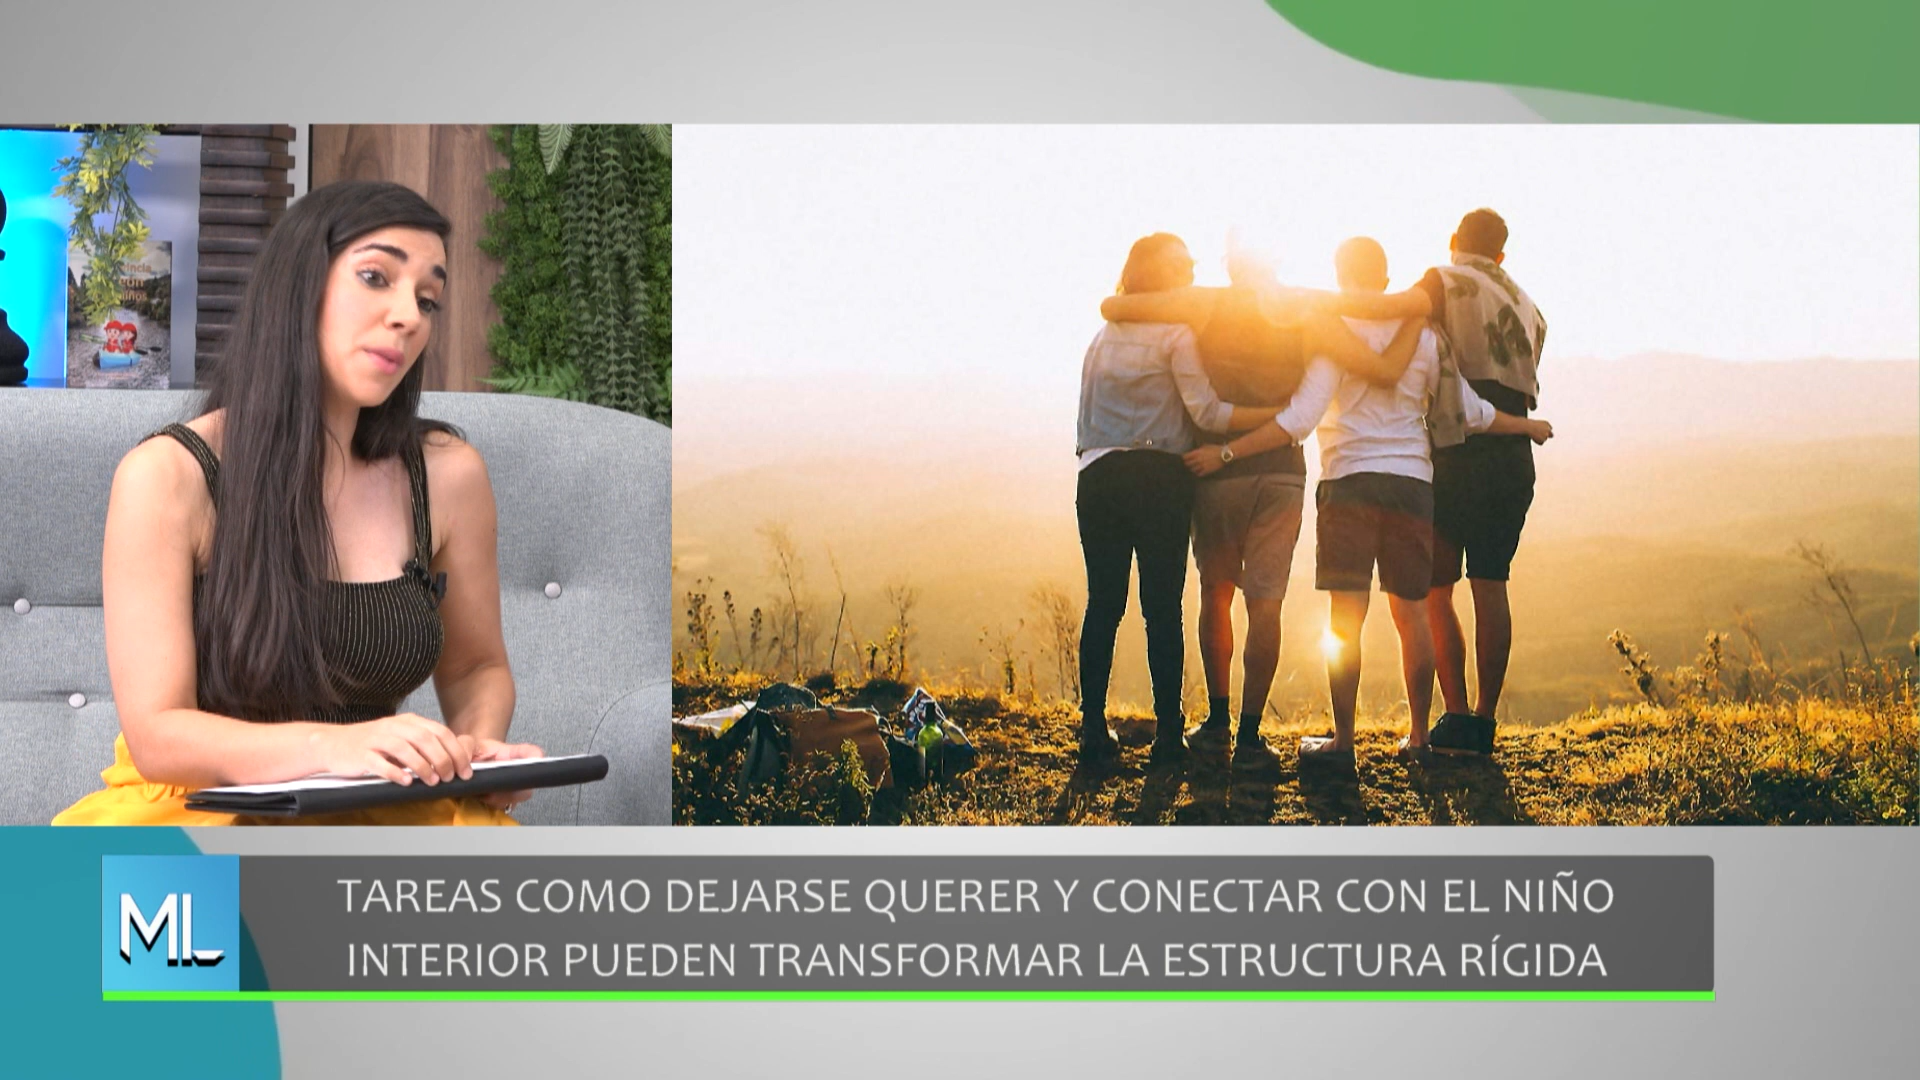 ML
TAREAS COMO DEJARSE QUERER Y CONECTAR CON EL NIÑO
INTERIOR PUEDEN TRANSFORMAR LA ESTRUCTURA RÍGIDA